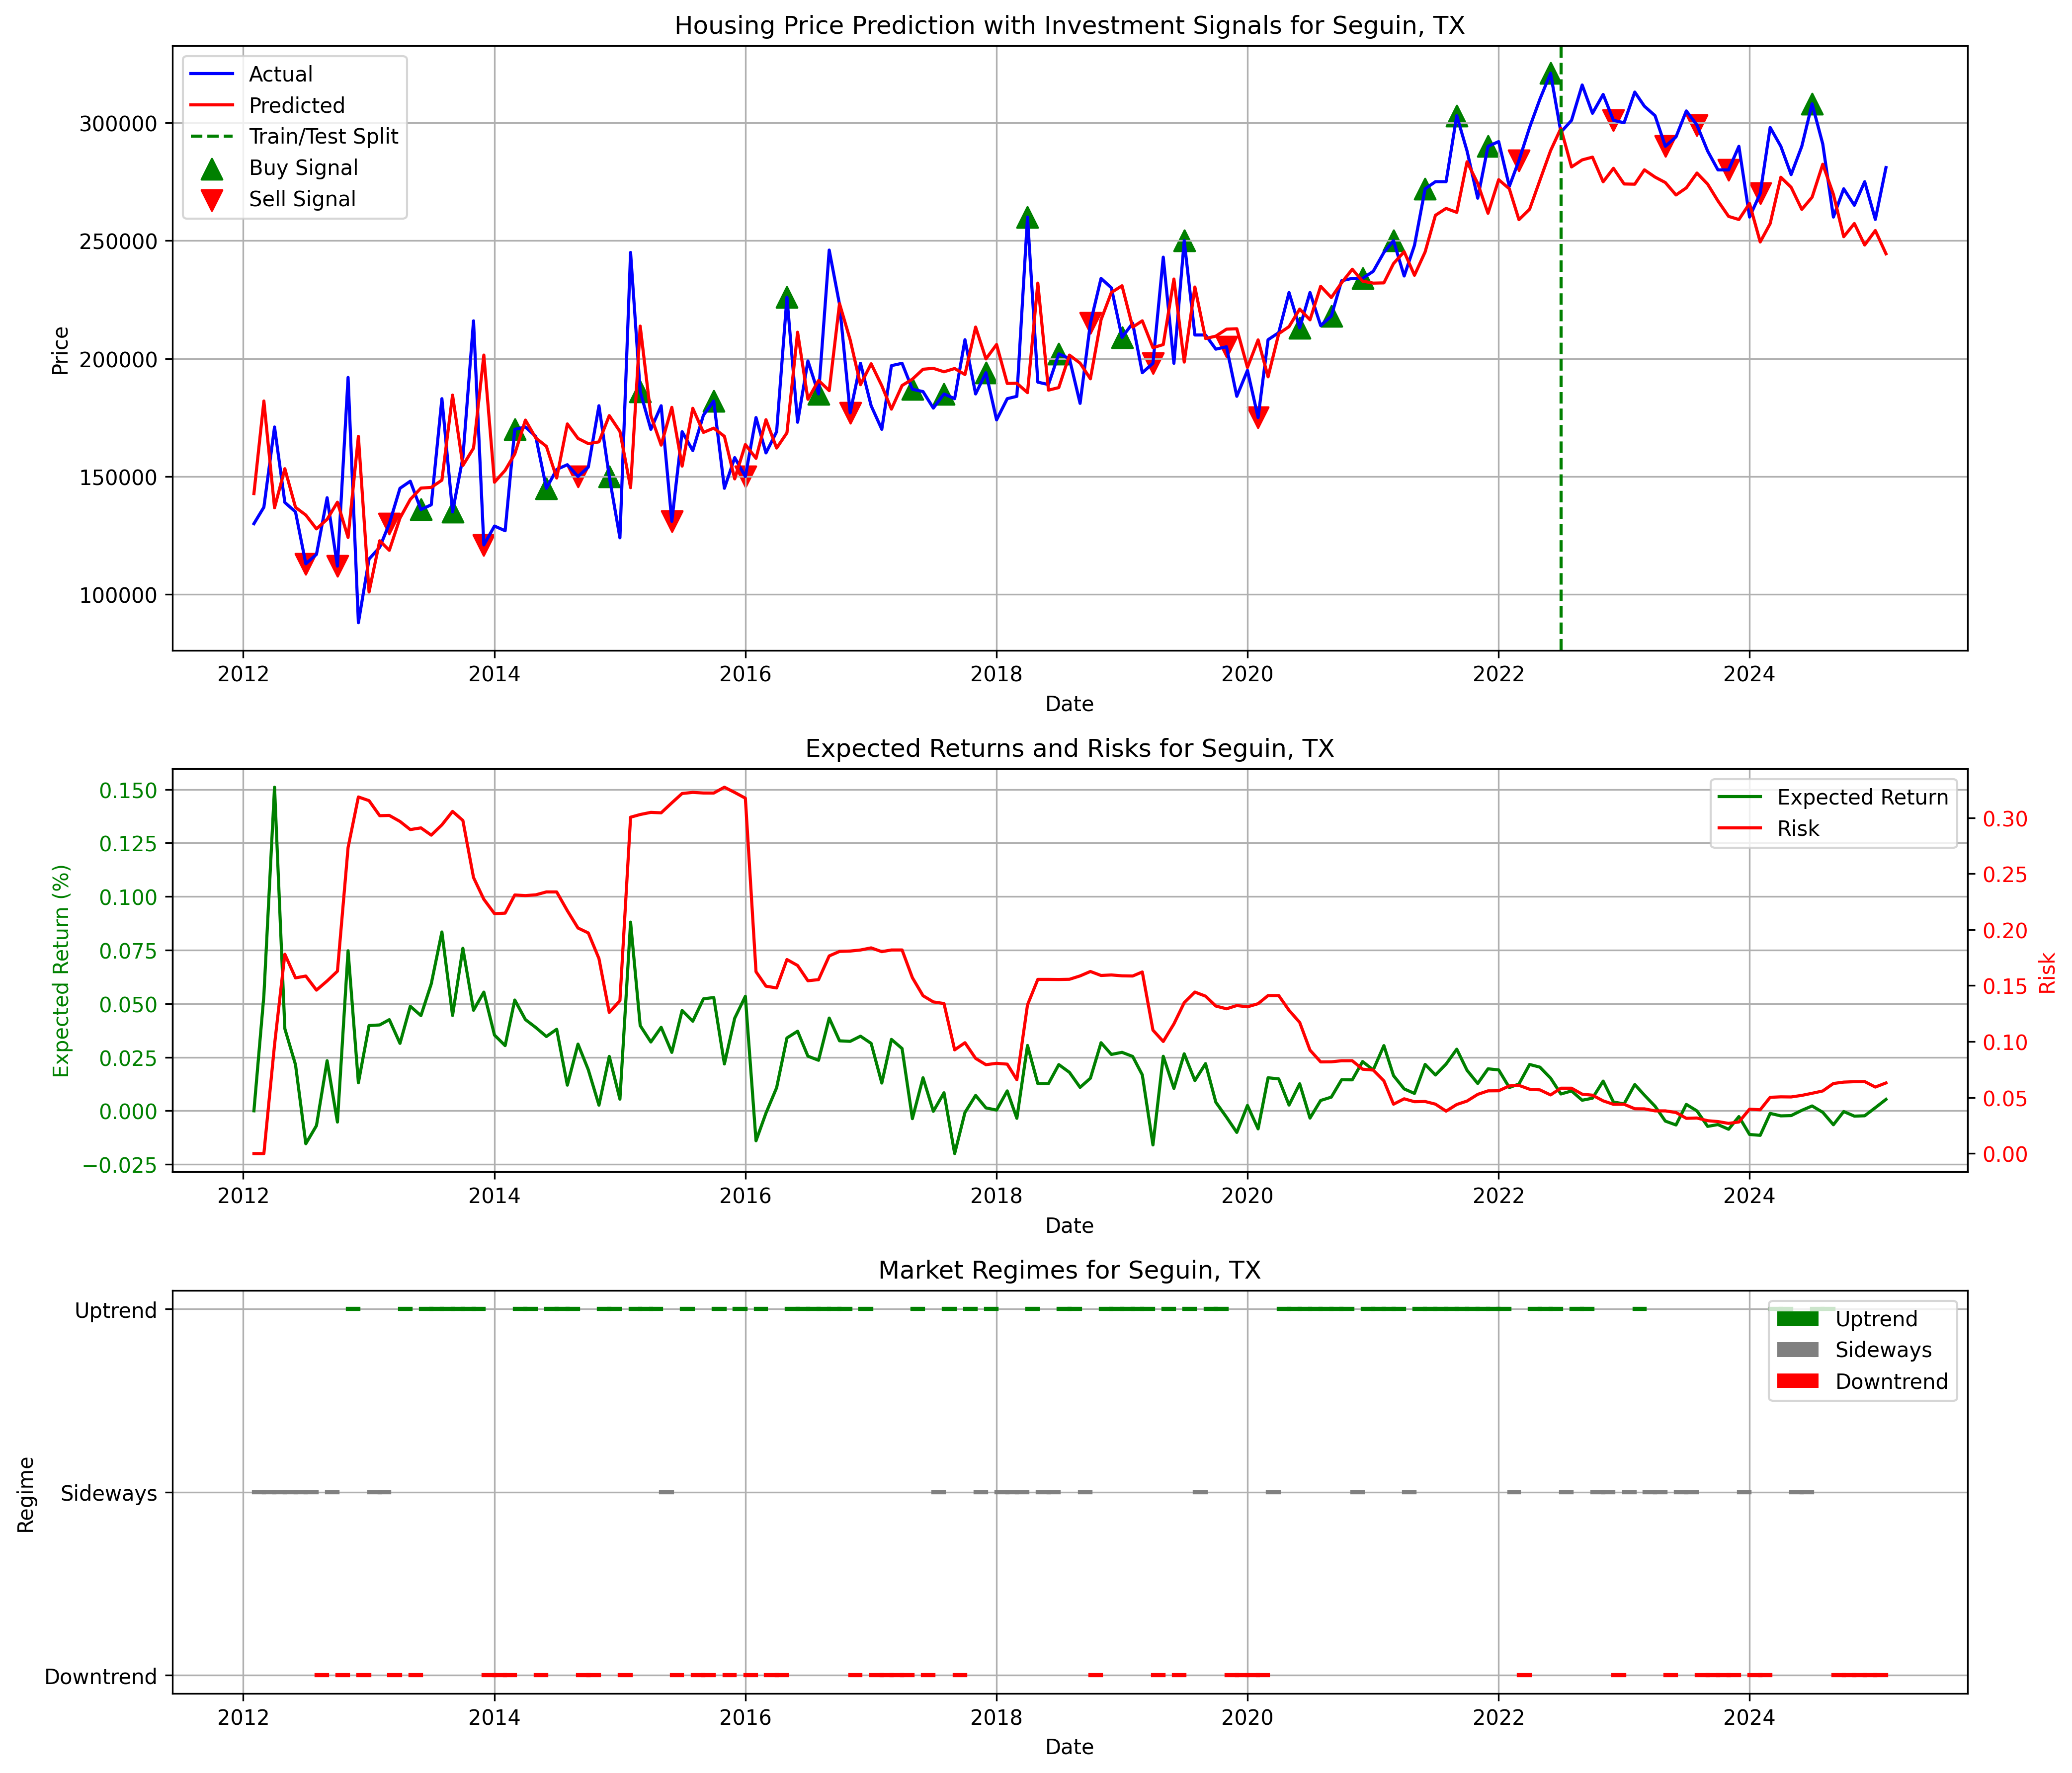 Housing Price Prediction with Investment Signals for Seguin, TX
Actual
Predicted
Train/Test Split
Buy Signal
Sell Signal
300000
250000
200000
150000
100000
Price
2012 2014 2016 2018 2020 2022 2024
Date
Expected Returns and Risks for Seguin, TX
Expected Return
Risk
0.150
0.125
0.100
0.075
0.050
0.025
0.000
−0.025
Expected Return (%)
0.30
0.25
0.20
0.15
0.10
0.05
0.00
Risk
2012 2014 2016 2018 2020 2022 2024
Date
Market Regimes for Seguin, TX
Uptrend
Sideways
Downtrend
Uptrend
Sideways
Downtrend
Regime
2012 2014 2016 2018 2020 2022 2024
Date